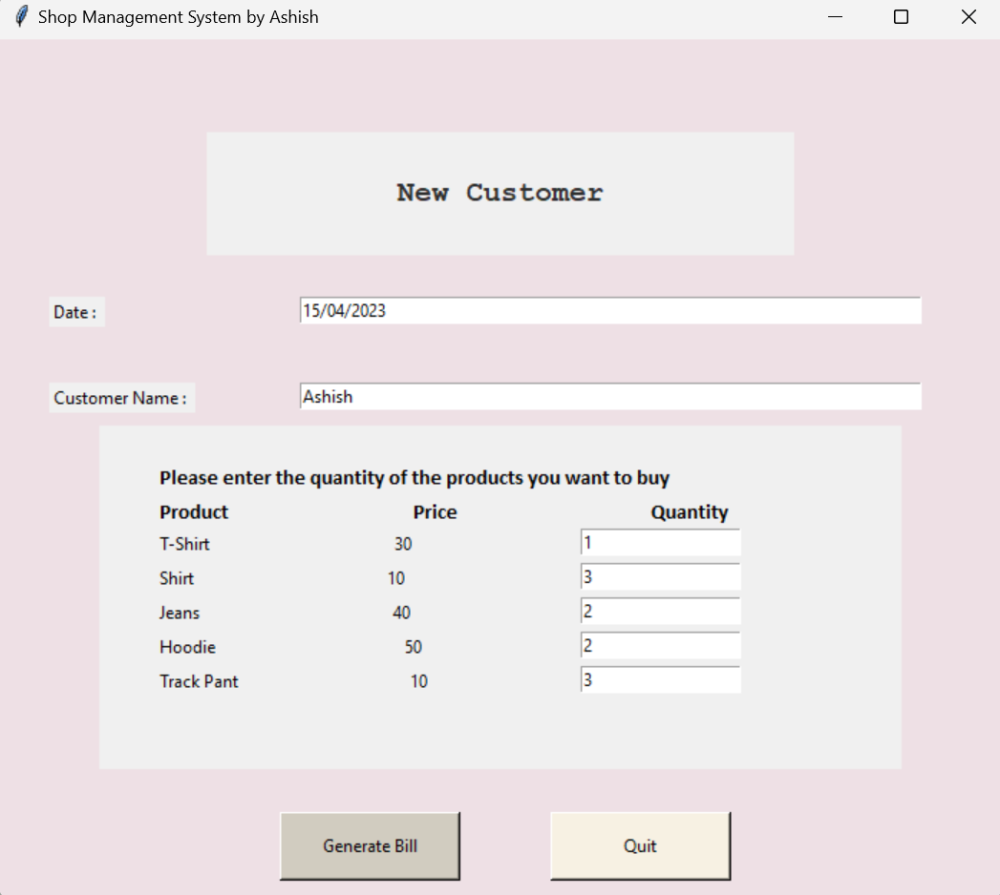 Shop Management System by Ashish
New Customer
Date : 15/04/2023
Customer Name : Ashish
Please enter the quantity of the products you want to buy
Product Price Quantity
T-Shirt 30 1
Shirt 10 3
Jeans 40 2
Hoodie 50 2
Track Pant 10 3
Generate Bill Quit